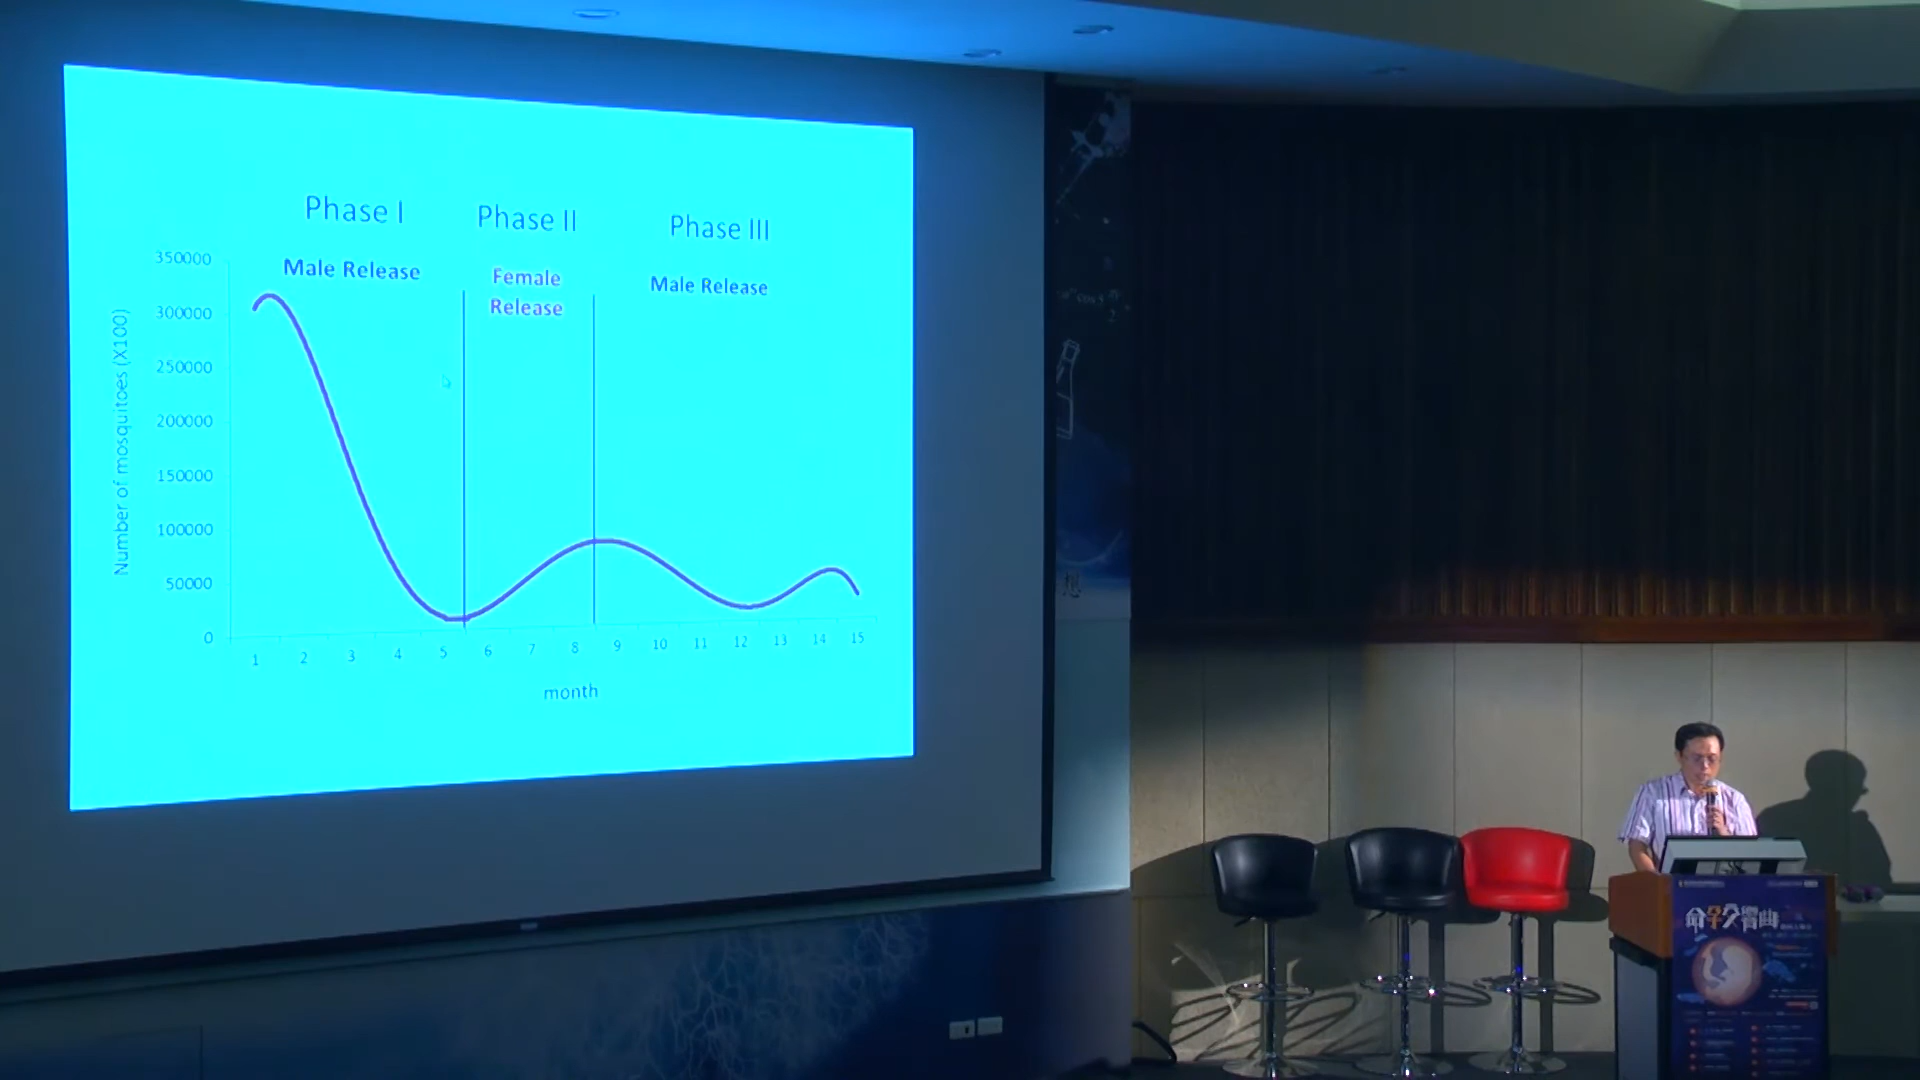 Phase I
Phase II
Phase III
Male Release
Female
Release
Male Release
350000
300000
250000
200000
150000
100000
50000
0
Number of mosquitoes (X100)
1 2 3 4 5 6 7 8 9 10 11 12 13 14 15
month